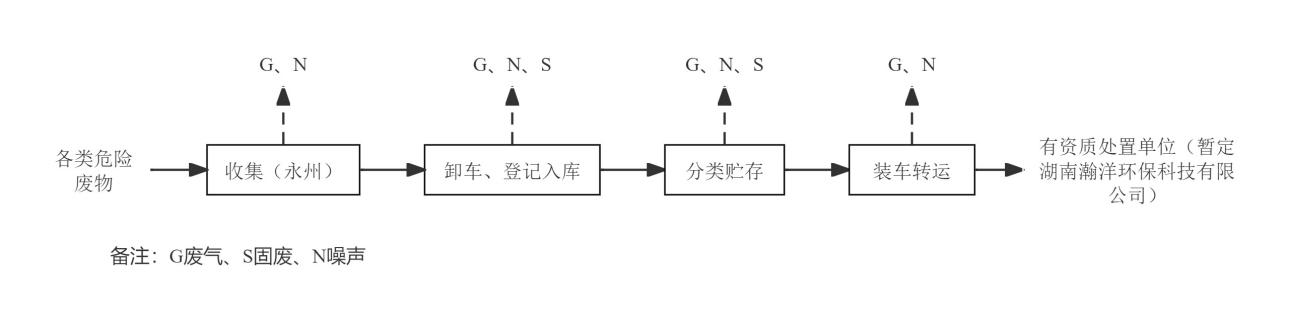 G、N
G、N、S
G、N、S
G、N
各类危险
废物
收集（永州）
卸车、登记入库
分类贮存
装车转运
有资质处置单位（暂定
湖南瀚洋环保科技有限
公司）
备注：G废气、S固废、N噪声